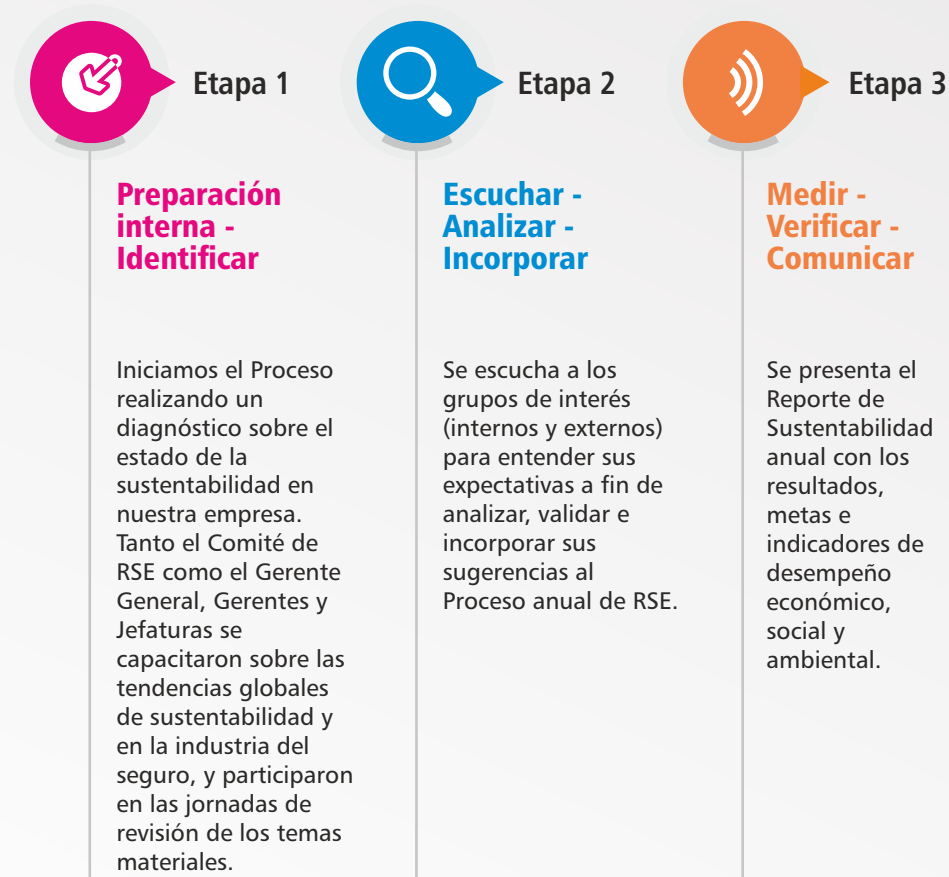 Etapa 1
Preparación
interna -
Identificar
Iniciamos el Proceso
realizando un
diagnóstico sobre el
estado de la
sustentabilidad en
nuestra empresa.
Tanto el Comité de
RSE como el Gerente
General, Gerentes y
Jefaturas se
capacitaron sobre las
tendencias globales
de sustentabilidad y
en la industria del
seguro, y participaron
en las jornadas de
revisión de los temas
materiales.
Etapa 2
Escuchar -
Analizar -
Incorporar
Se escucha a los
grupos de interés
(internos y externos)
para entender sus
expectativas a fin de
analizar, validar e
incorporar sus
sugerencias al
Proceso anual de RSE.
Etapa 3
Medir -
Verificar -
Comunicar
Se presenta el
Reporte de
Sustentabilidad
anual con los
resultados,
metas e
indicadores de
desempeño
económico,
social y
ambiental.